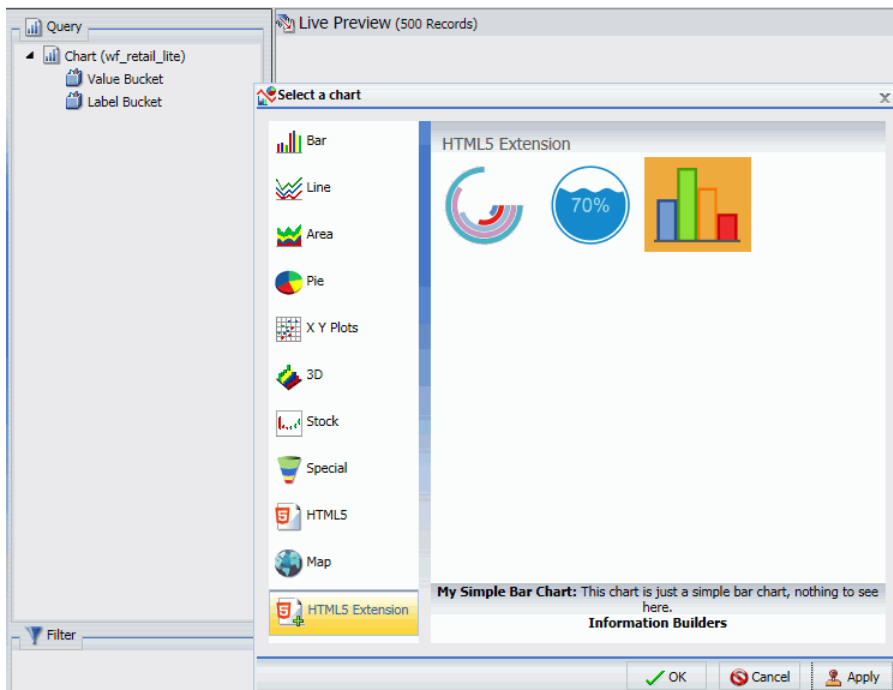 Query
Chart (wf_retail_lite)
Value Bucket
Label Bucket
Filter
Live Preview (500 Records)
Select a chart
x
Bar
Line
Area
Pie
X Y Plots
3D
Stock
Special
HTML5
Map
HTML5 Extension
HTML5 Extension
70%
My Simple Bar Chart: This chart is just a simple bar chart, nothing to see
here.
Information Builders
OK
Cancel
Apply